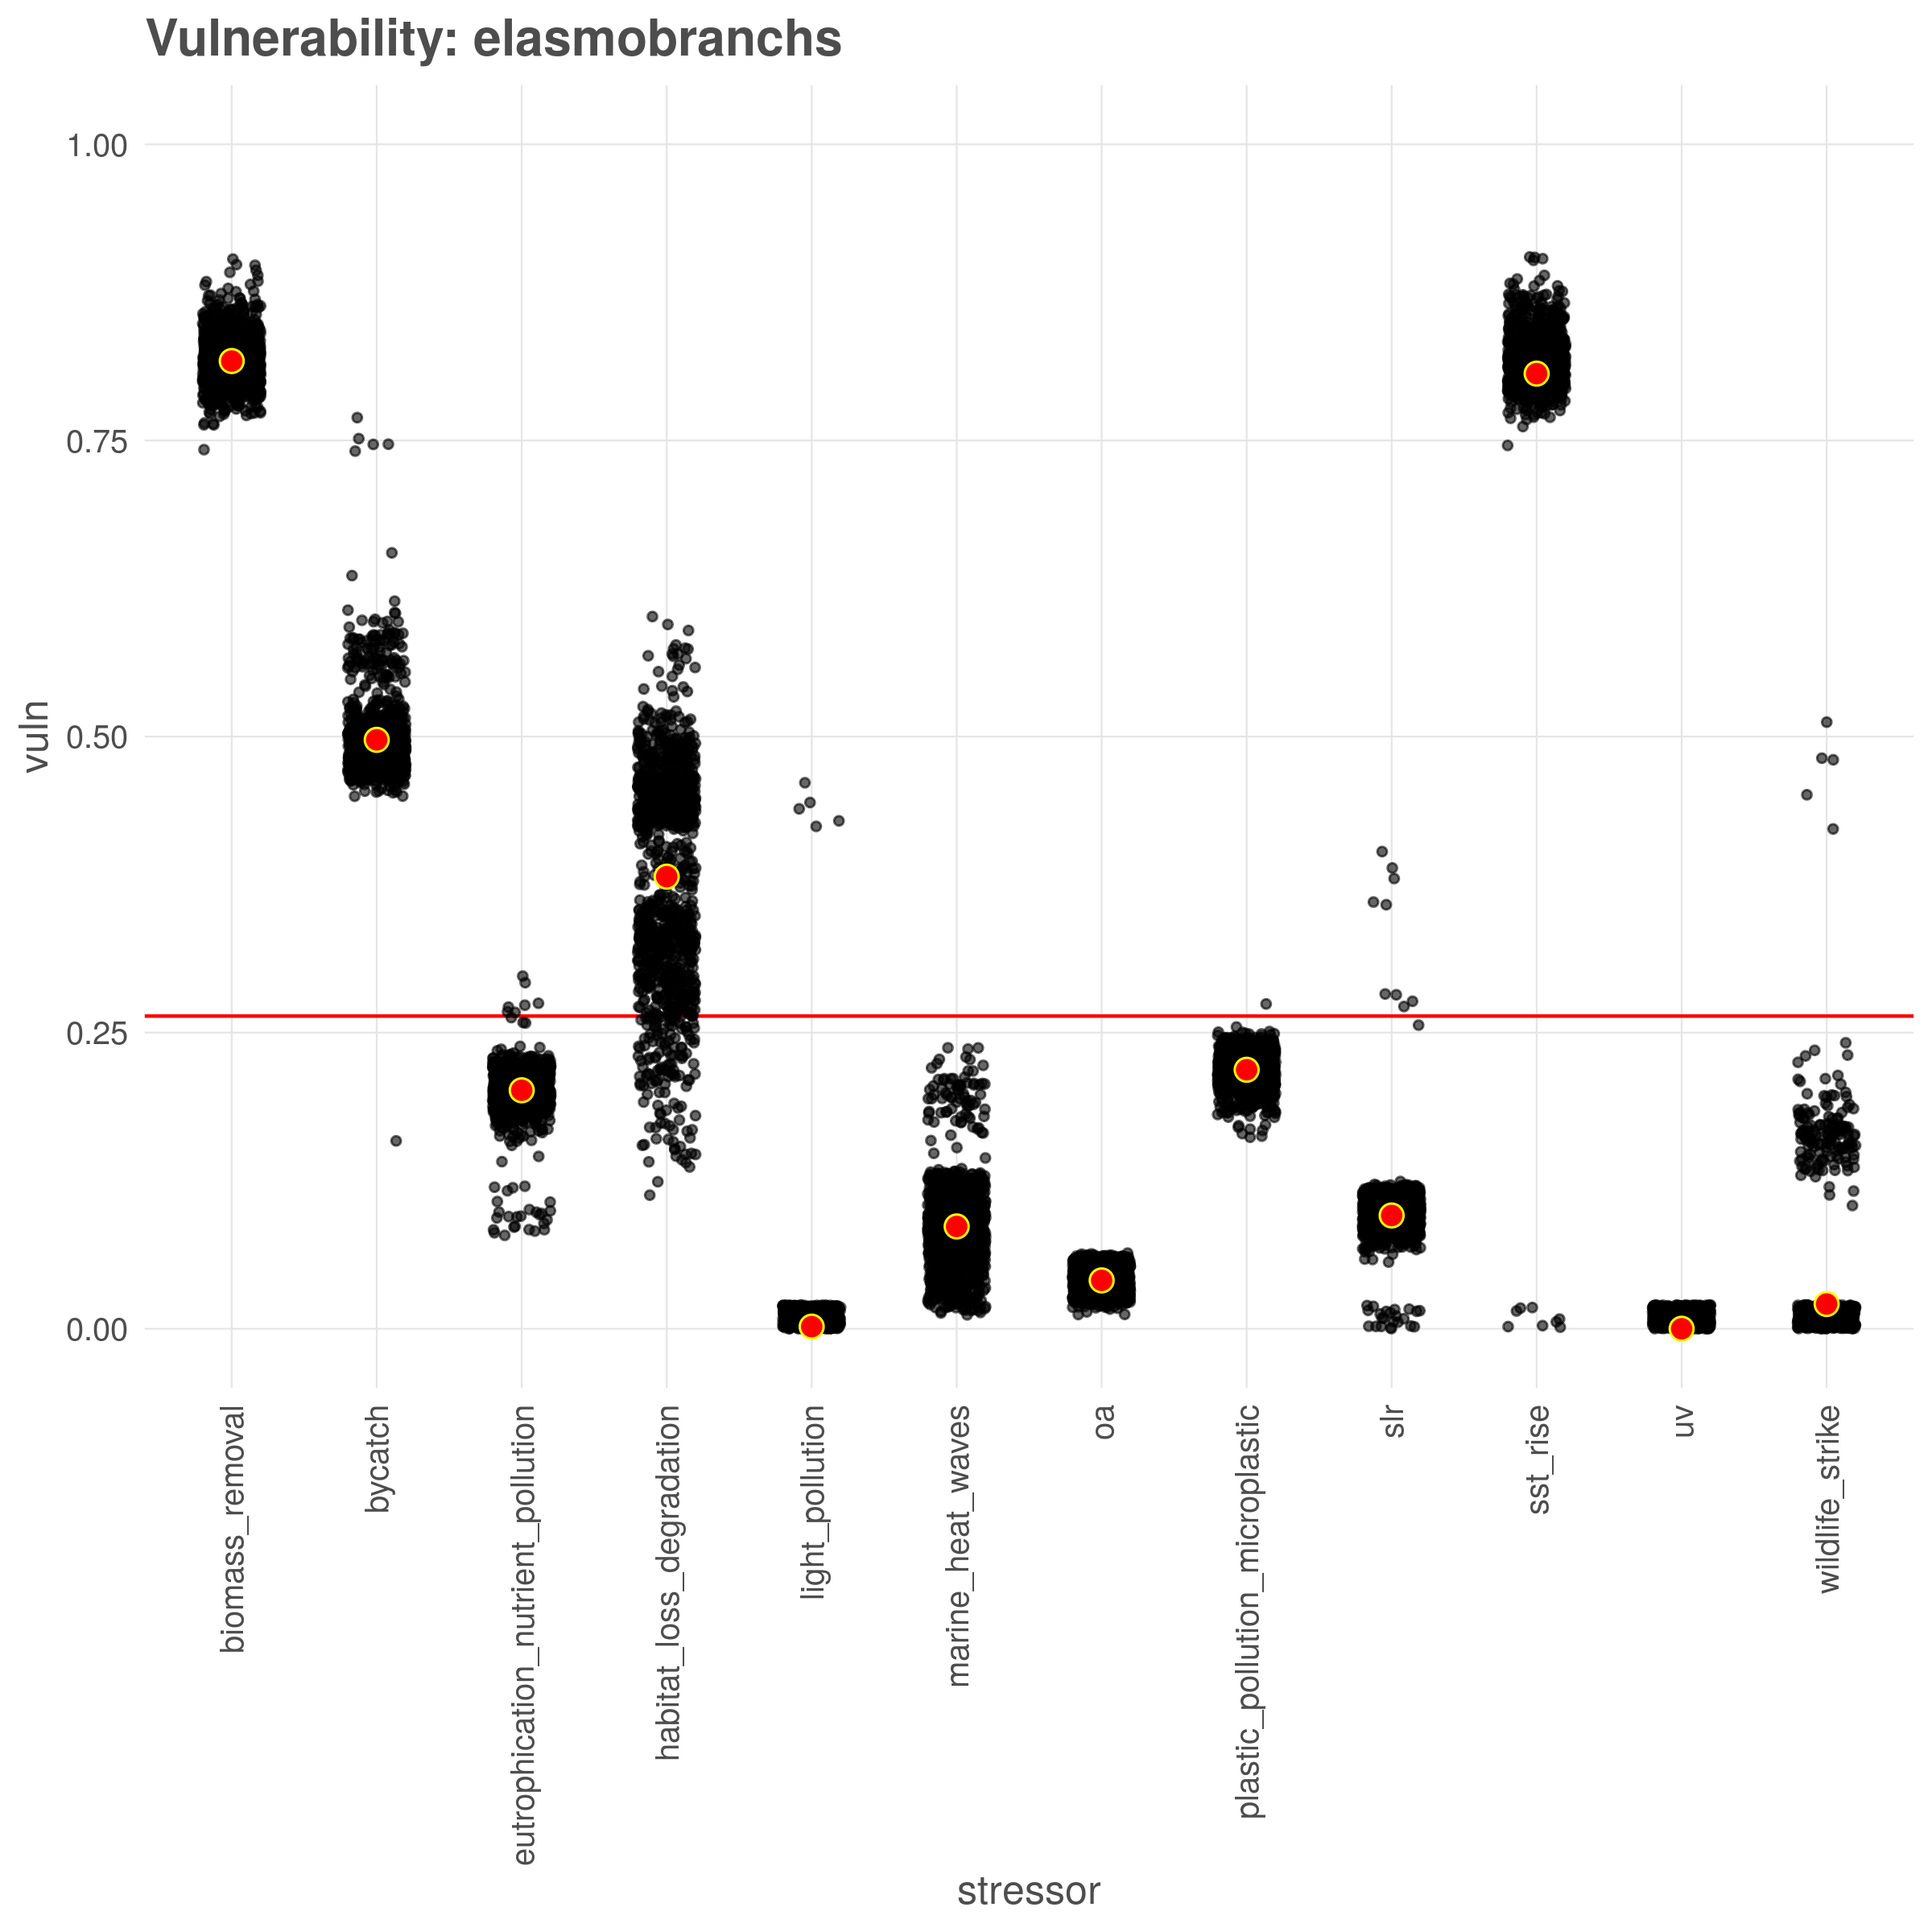 Vulnerability: elasmobranchs
vuln
1.00
0.75
0.50
0.25
0.00
biomass_removal
bycatch
eutrophication_nutrient_pollution
habitat_loss_degradation
light_pollution
marine_heat_waves
oa
plastic_pollution_microplastic
slr
sst_rise
uv
wildlife_strike
stressor